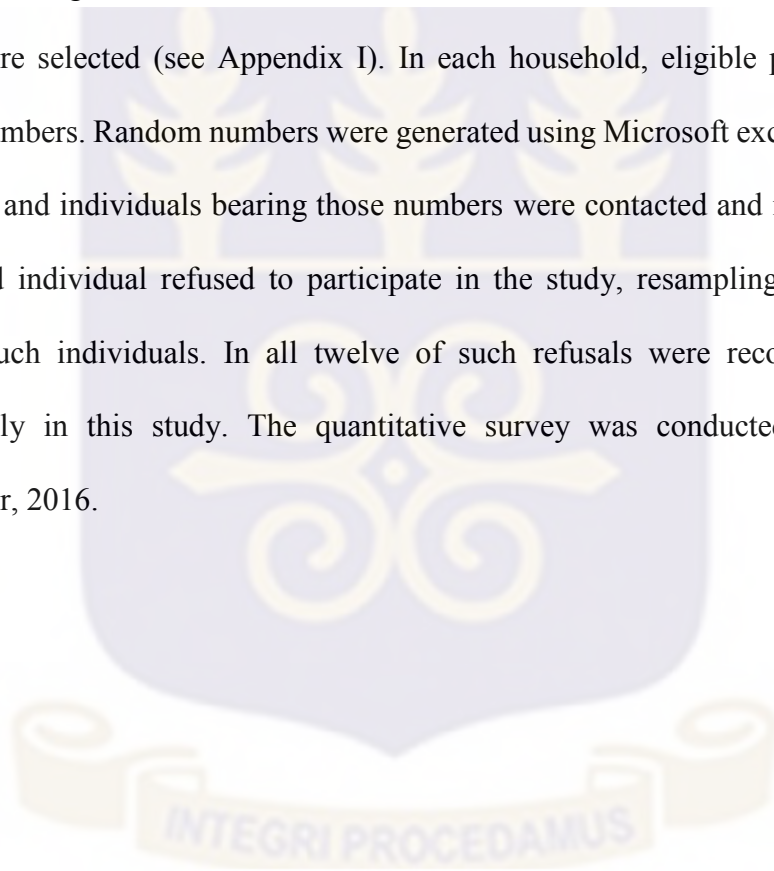 re selected (see Appendix I). In each household, eligible p
mbers. Random numbers were generated using Microsoft exc
and individuals bearing those numbers were contacted and
l individual refused to participate in the study, resampling
uch individuals. In all twelve of such refusals were reco
ly in this study. The quantitative survey was conducted
r, 2016.
INTEGRI PROCEDAMUS